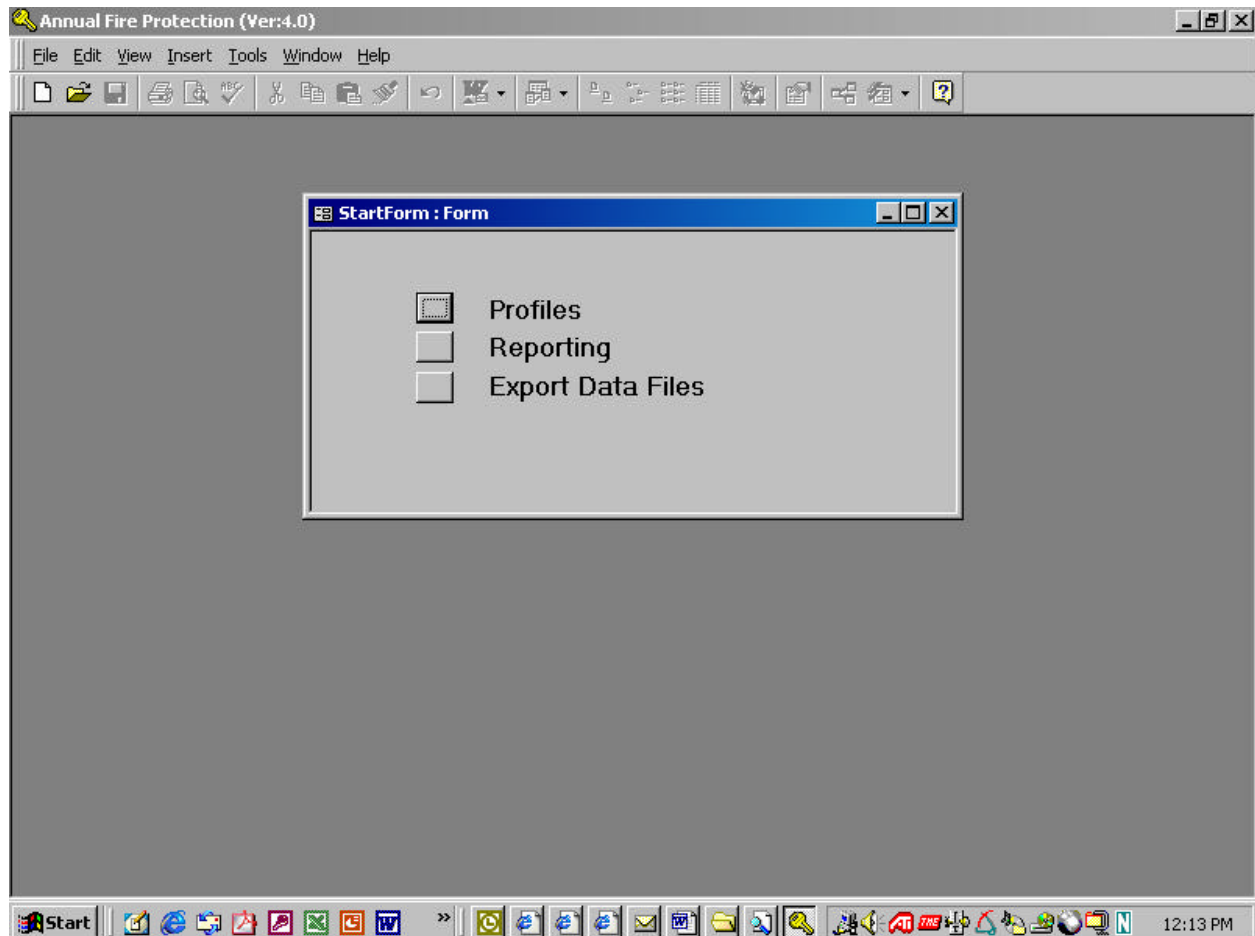 Annual Fire Protection (Ver:4.0)
File Edit View Insert Tools Window Help
StartForm : Form
Profiles
Reporting
Export Data Files
Start
12:13 PM